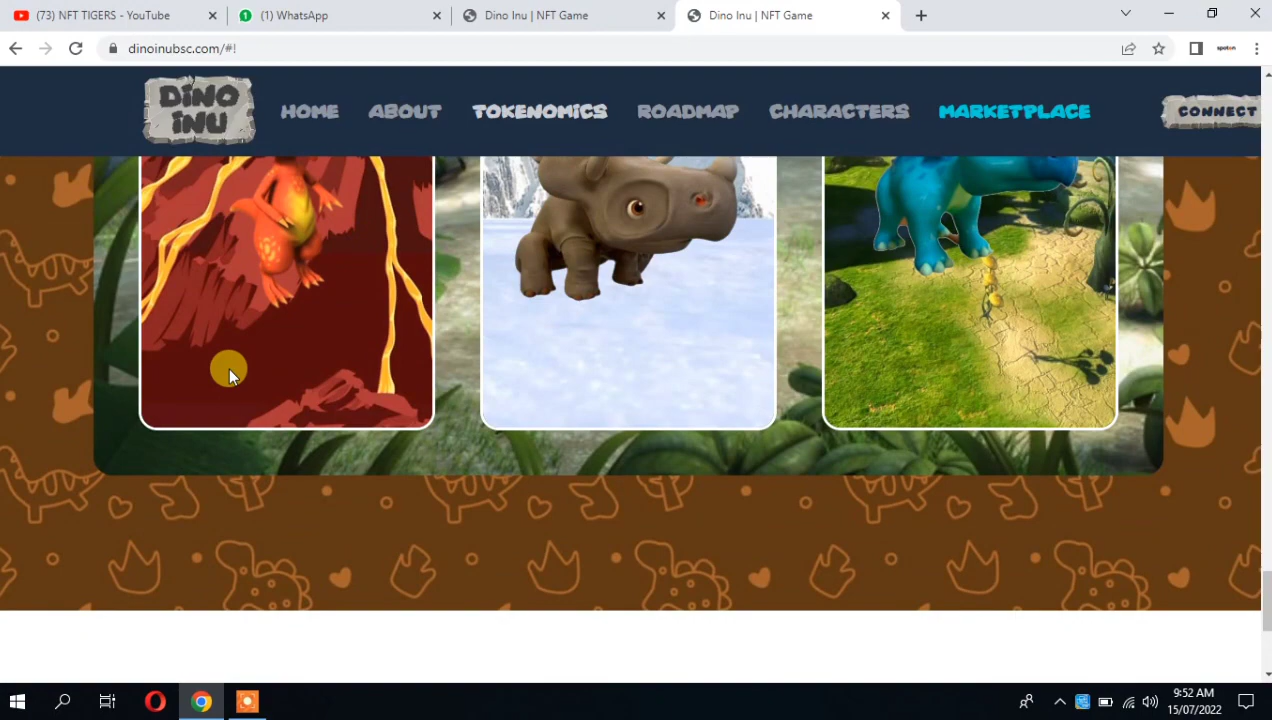 (73) NFT TIGERS - YouTube
(1) WhatsApp
Dino Inu | NFT Game
Dino Inu | NFT Game
dinoinubsc.com/#!
spoton
DINO
INU
HOME
ABOUT
TOKENOMICS
ROADMAP
CHARACTERS
MARKETPLACE
CONNECT
9:52 AM
15/07/2022